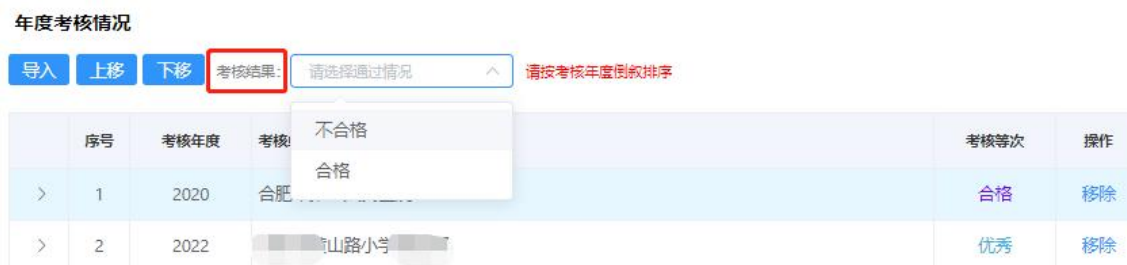 年度考核情况
导入 上移 下移 考核结果: 请选择通过情况 请按考核年度倒叙排序
序号 考核年度 考核 考核等次 操作
不合格
合格
1 2020 合肥 合格 移除
2 2022 山路小学 优秀 移除